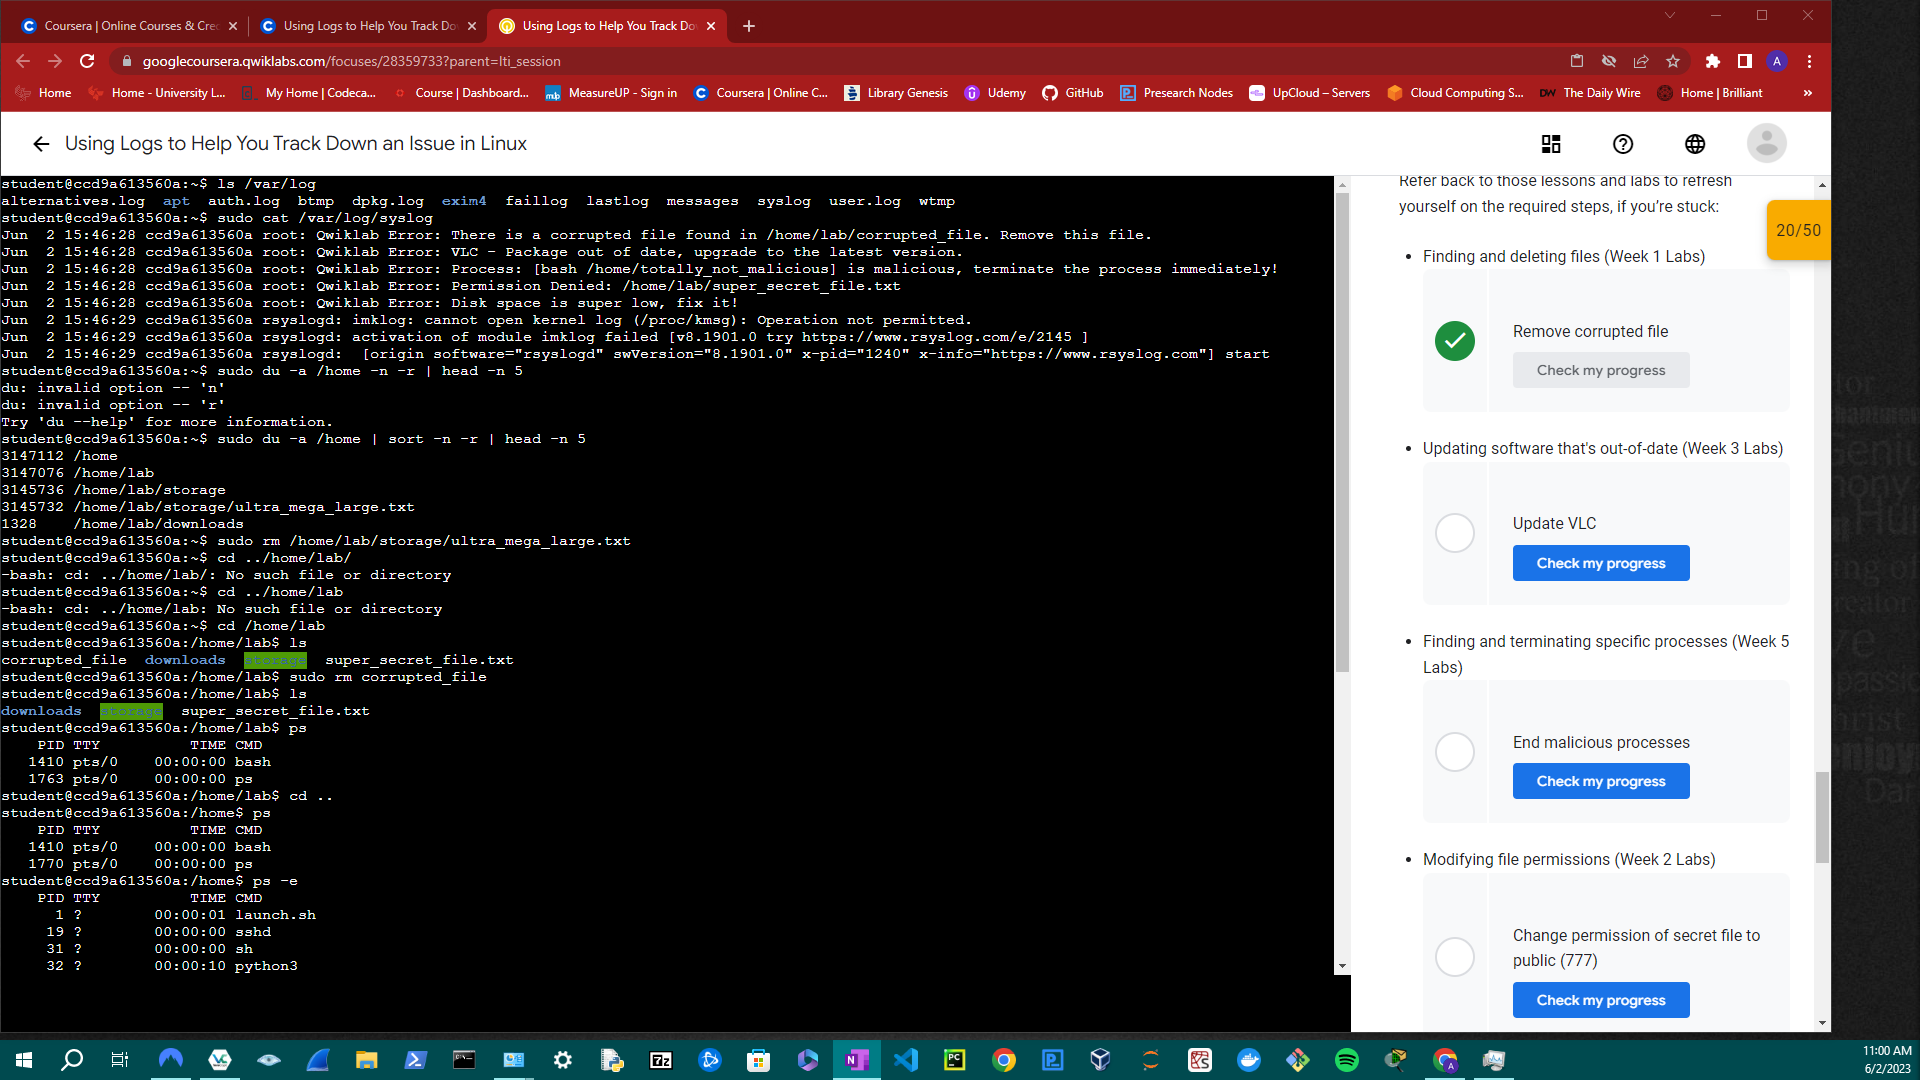 Coursera | Online Courses & Cre
Using Logs to Help You Track Do
Using Logs to Help You Track Do
googlecoursera.qwiklabs.com/focuses/28359733?parent=lti_session
A
Home
Home - University L...
My Home | Codeca...
Course | Dashboard...
MeasureUP - Sign in
Coursera | Online C...
Library Genesis
Udemy
GitHub
Presearch Nodes
UpCloud – Servers
Cloud Computing S...
DW The Daily Wire
Home | Brilliant
»
Using Logs to Help You Track Down an Issue in Linux
student@ccd9a613560a:~$ ls /var/log
alternatives.log apt auth.log btmp dpkg.log exim4 faillog lastlog messages syslog user.log wtmp
student@ccd9a613560a:~$ sudo cat /var/log/syslog
Jun 2 15:46:28 ccd9a613560a root: Qwiklab Error: There is a corrupted file found in /home/lab/corrupted_file. Remove this file.
Jun 2 15:46:28 ccd9a613560a root: Qwiklab Error: VLC - Package out of date, upgrade to the latest version.
Jun 2 15:46:28 ccd9a613560a root: Qwiklab Error: Process: [bash /home/totally_not_malicious] is malicious, terminate the process immediately!
Jun 2 15:46:28 ccd9a613560a root: Qwiklab Error: Permission Denied: /home/lab/super_secret_file.txt
Jun 2 15:46:28 ccd9a613560a root: Qwiklab Error: Disk space is super low, fix it!
Jun 2 15:46:29 ccd9a613560a rsyslogd: imklog: cannot open kernel log (/proc/kmsg): Operation not permitted.
Jun 2 15:46:29 ccd9a613560a rsyslogd: activation of module imklog failed [v8.1901.0 try https://www.rsyslog.com/e/2145 ]
Jun 2 15:46:29 ccd9a613560a rsyslogd: [origin software="rsyslogd" swVersion="8.1901.0" x-pid="1240" x-info="https://www.rsyslog.com"] start
student@ccd9a613560a:~$ sudo du -a /home -n -r | head -n 5
du: invalid option -- 'n'
du: invalid option -- 'r'
Try 'du --help' for more information.
student@ccd9a613560a:~$ sudo du -a /home | sort -n -r | head -n 5
3147112 /home
3147076 /home/lab
3145736 /home/lab/storage
3145732 /home/lab/storage/ultra_mega_large.txt
1328 /home/lab/downloads
student@ccd9a613560a:~$ sudo rm /home/lab/storage/ultra_mega_large.txt
student@ccd9a613560a:~$ cd ../home/lab/
-bash: cd: ../home/lab/: No such file or directory
student@ccd9a613560a:~$ cd ../home/lab
-bash: cd: ../home/lab: No such file or directory
student@ccd9a613560a:~$ cd /home/lab
student@ccd9a613560a:/home/lab$ ls
corrupted_file downloads storage super_secret_file.txt
student@ccd9a613560a:/home/lab$ sudo rm corrupted_file
student@ccd9a613560a:/home/lab$ ls
downloads storage super_secret_file.txt
student@ccd9a613560a:/home/lab$ ps
PID TTY TIME CMD
1410 pts/0 00:00:00 bash
1763 pts/0 00:00:00 ps
student@ccd9a613560a:/home/lab$ cd ..
student@ccd9a613560a:/home$ ps
PID TTY TIME CMD
1410 pts/0 00:00:00 bash
1770 pts/0 00:00:00 ps
student@ccd9a613560a:/home$ ps -e
PID TTY TIME CMD
1 ? 00:00:01 launch.sh
19 ? 00:00:00 sshd
31 ? 00:00:00 sh
32 ? 00:00:10 python3
Refer back to those lessons and labs to refresh
yourself on the required steps, if you're stuck:
20/50
• Finding and deleting files (Week 1 Labs)
Remove corrupted file
Check my progress
• Updating software that's out-of-date (Week 3 Labs)
Update VLC
Check my progress
• Finding and terminating specific processes (Week 5
Labs)
End malicious processes
Check my progress
• Modifying file permissions (Week 2 Labs)
Change permission of secret file to
public (777)
Check my progress
11:00 AM
6/2/2023